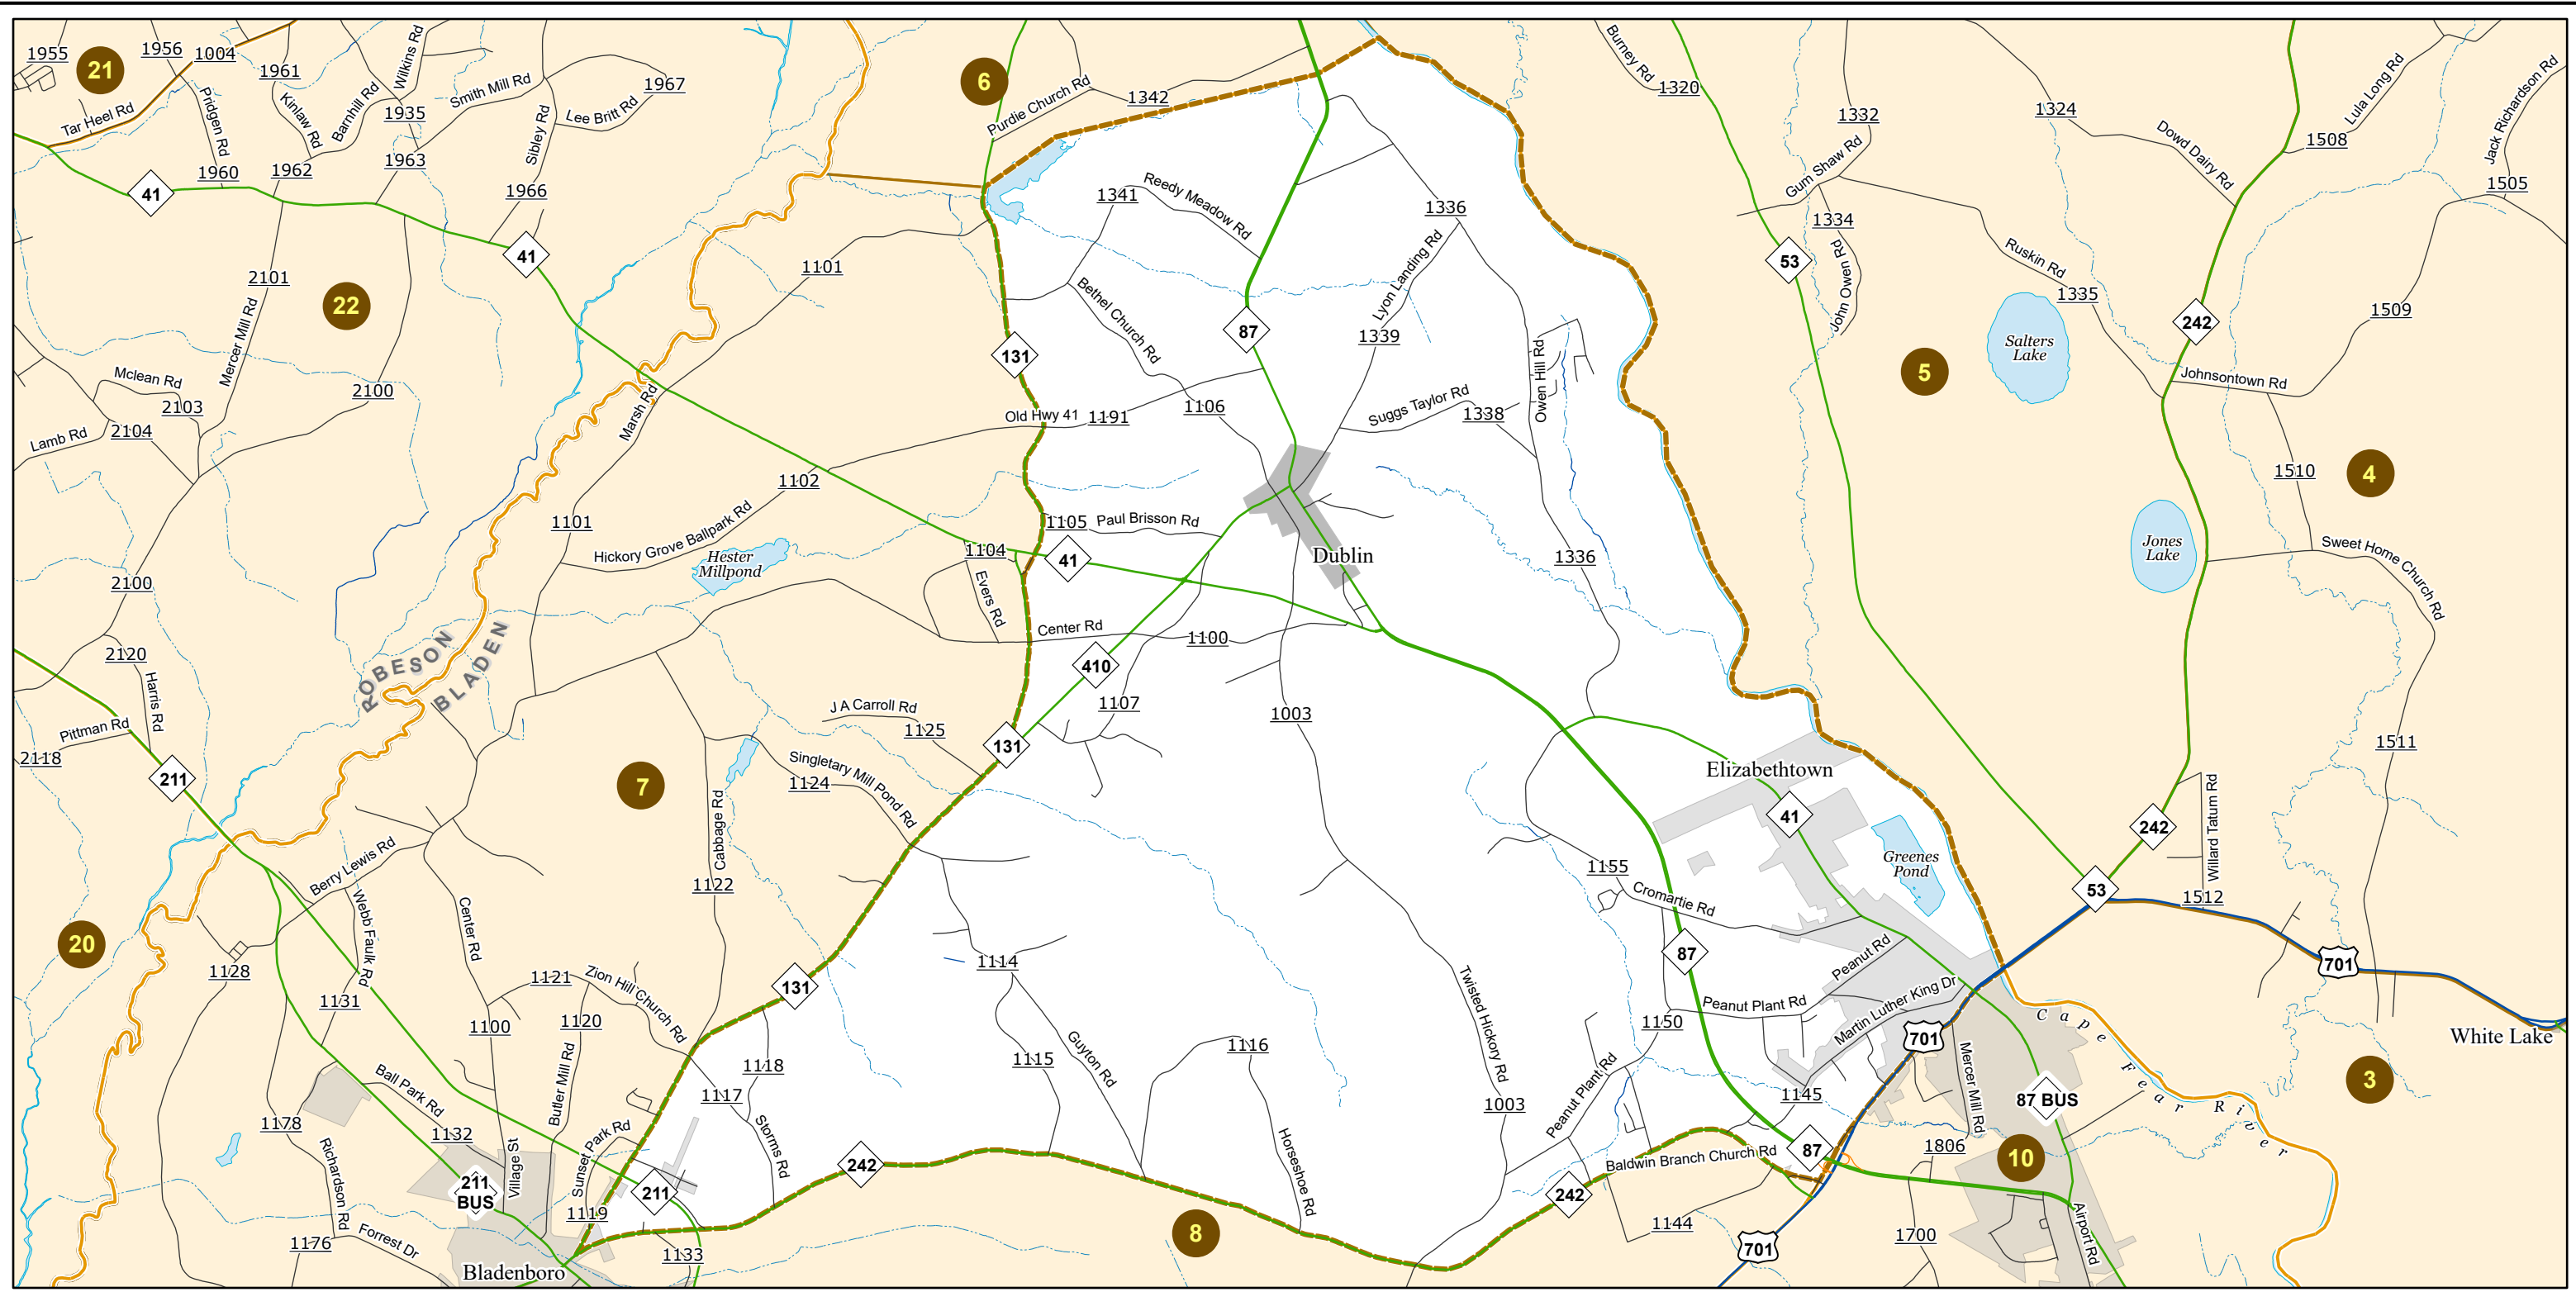 1955
21
1956
1004
1961
Wilkins Rd
Smith Mill Rd
1967
6
Purdie Church Rd
1342
Burney Rd
1320
1332
1324
Lula Long Rd
1508
Jack Richardson Rd
Tar Heel Rd
Pridgen Rd
Kinlaw Rd
Barnhill Rd
1935
Lee Britt Rd
Sibley Rd
Gum Shaw Rd
Dowd Dairy Rd
1960
1962
1963
1966
1341
Reedy Meadow Rd
1336
1334
1505
41
41
22
2101
Mercer Mill Rd
1101
Bethel Church Rd
Lyon Landing Rd
53
John Owen Rd
Ruskin Rd
1335
1509
131
87
1339
Salters
Lake
242
5
Mclean Rd
2103
2100
Marsh Rd
Old Hwy 41
1191
1106
Suggs Taylor Rd
1338
Owen Hill Rd
Johnsontown Rd
Lamb Rd
2104
1102
1510
4
1101
Hickory Grove Ballpark Rd
Hester
Millpond
1105
Paul Brisson Rd
1104
41
Evers Rd
Dublin
1336
Jones
Lake
Sweet Home Church Rd
2100
ROBESON
BLADEN
Center Rd
1100
2120
Harris Rd
410
1107
1003
Pittman Rd
2118
211
J A Carroll Rd
1125
131
Singletary Mill Pond Rd
1124
7
Elizabethtown
41
1511
242
Willard Tatum Rd
Cabbage Rd
1122
Berry Lewis Rd
Webb Faulk Rd
Center Rd
Greenes
Pond
1155
Cromartie Rd
53
1512
20
1128
1131
1121
Zion Hill Church Rd
131
1114
Twisted Hickory Rd
87
Peanut Rd
Peanut Plant Rd
Martin Luther King Dr
701
1100
1120
Butler Mill Rd
1118
1117
1115
Guyton Rd
1116
1150
701
Cape Fear River
White Lake
3
Ball Park Rd
1178
1132
Storms Rd
1003
Peanut Plant Rd
1145
Mercer Mill Rd
87 BUS
Village St
Sunset Park Rd
Richardson Rd
242
Horseshoe Rd
Baldwin Branch Church Rd
87
1806
10
211
BUS
211
1119
242
1144
1700
Airport Rd
1176
Forrest Dr
Bladenboro
1133
8
701